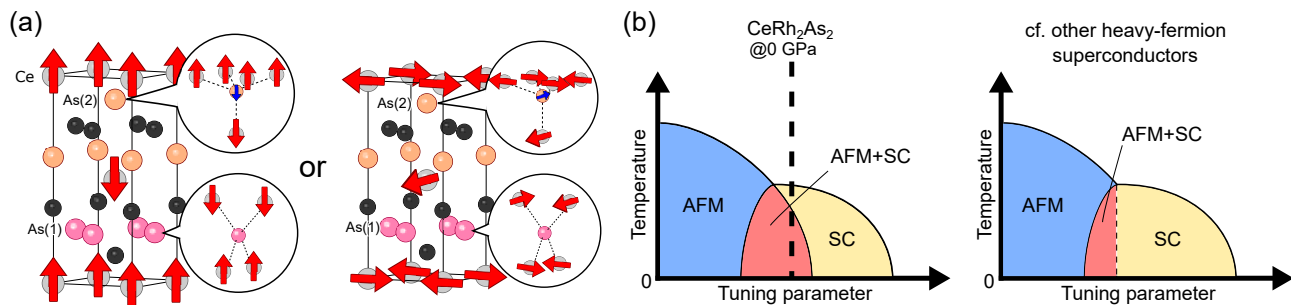 (a)
Ce
As(2)
As(1)
or
As(2)
As(1)
(b)
CeRh₂As₂
@0 GPa
Temperature
0
AFM
AFM+SC
SC
Tuning parameter
cf. other heavy-fermion
superconductors
Temperature
0
AFM
AFM+SC
SC
Tuning parameter